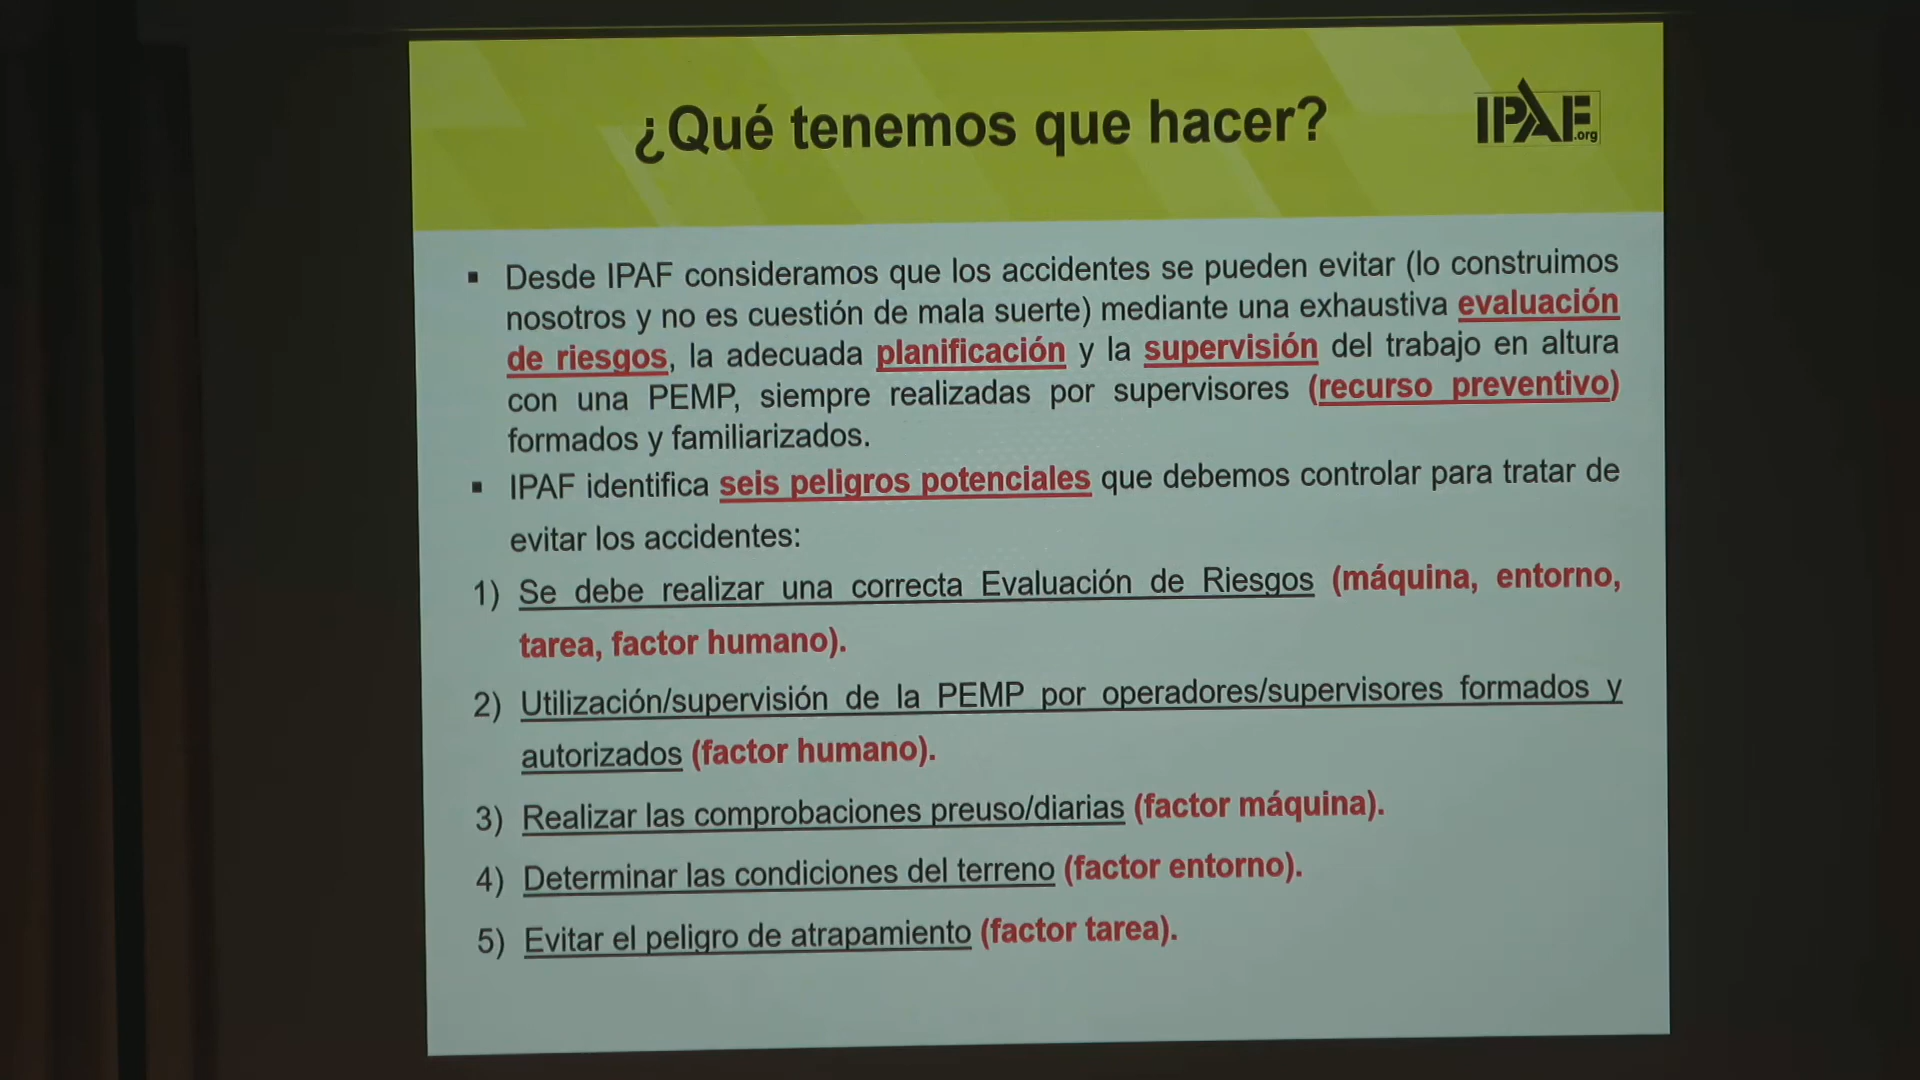 ¿Qué tenemos que hacer?
IPAF
.org
▪ Desde IPAF consideramos que los accidentes se pueden evitar (lo construimos
nosotros y no es cuestión de mala suerte) mediante una exhaustiva evaluación
de riesgos, la adecuada planificación y la supervisión del trabajo en altura
con una PEMP, siempre realizadas por supervisores (recurso preventivo)
formados y familiarizados.
▪ IPAF identifica seis peligros potenciales que debemos controlar para tratar de
evitar los accidentes:
1) Se debe realizar una correcta Evaluación de Riesgos (máquina, entorno,
tarea, factor humano).
2) Utilización/supervisión de la PEMP por operadores/supervisores formados y
autorizados (factor humano).
3) Realizar las comprobaciones preuso/diarias (factor máquina).
4) Determinar las condiciones del terreno (factor entorno).
5) Evitar el peligro de atrapamiento (factor tarea).